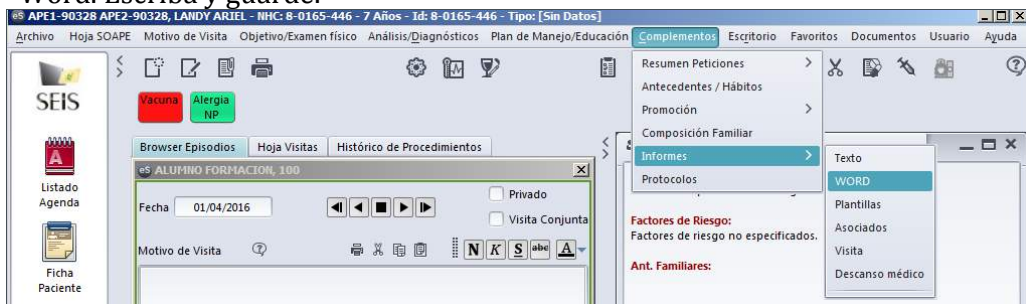 Word. Escriba y guarde.
eS APE1-90328 APE2-90328, LANDY ARIEL - NHC: 8-0165-446 - 7 Años - Id: 8-0165-446 - Tipo: [Sin Datos]
Archivo Hoja SOAPE Motivo de Visita Objetivo/Examen físico Análisis/Diagnósticos Plan de Manejo/Educación Complementos Escritorio Favoritos Documentos Usuario Ayuda
SEIS
Vacuna
Alergia
NP
Listado
Agenda
Ficha
Paciente
Browser Episodios Hoja Visitas Histórico de Procedimientos
eS ALUMNO FORMACION, 100
Fecha 01/04/2016
Privado
Visita Conjunta
Motivo de Visita
N K S abc A
Resumen Peticiones
Antecedentes / Hábitos
Promoción
Composición Familiar
Informes
Protocolos
Texto
WORD
Plantillas
Asociados
Visita
Descanso médico
Factores de Riesgo:
Factores de riesgo no especificados.
Ant. Familiares: